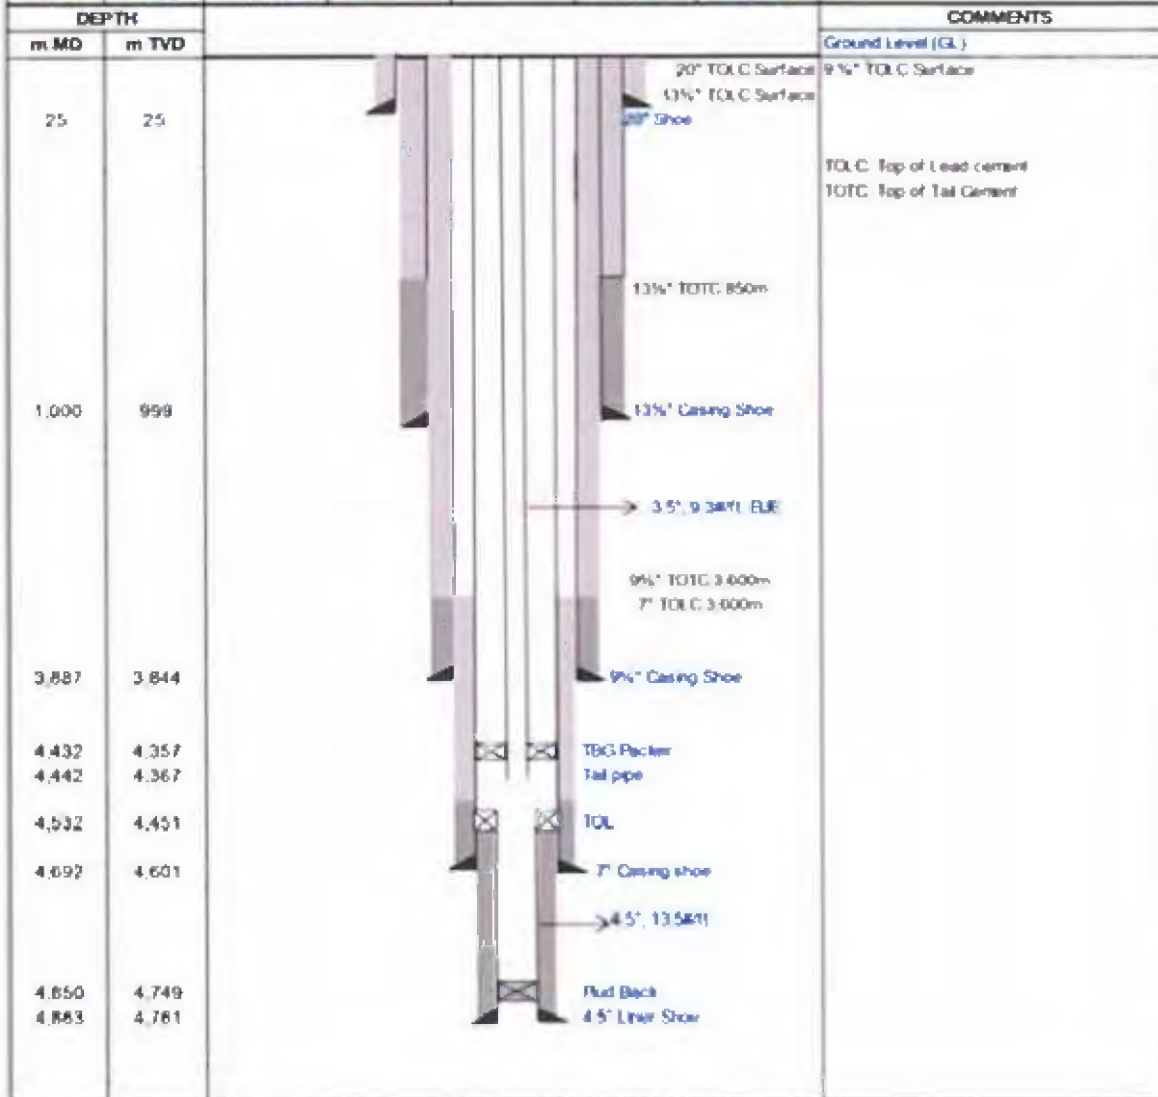 DEPTH COMMENTS
m MD m TVD Ground Level (GL)
20" TOLC Surface 9 ⅝" TOLC Surface
13⅜" TOLC Surface
25 25 20" Shoe
TOLC: Top of Lead cement
TOTC: Top of Tail Cement
13⅜" TOTC 850m
1,000 999 13⅜" Casing Shoe
3.5", 9.3#/ft, EUE
9⅝" TOTC 3,600m
7" TOLC 3,600m
3,887 3,844 9⅝" Casing Shoe
4,432 4,357 TBG Packer
4,442 4,367 Tail pipe
4,532 4,451 TOL
4,692 4,601 7" Casing shoe
4.5", 13.5#/ft
4,850 4,749
4,883 4,781 4.5" Liner Shoe